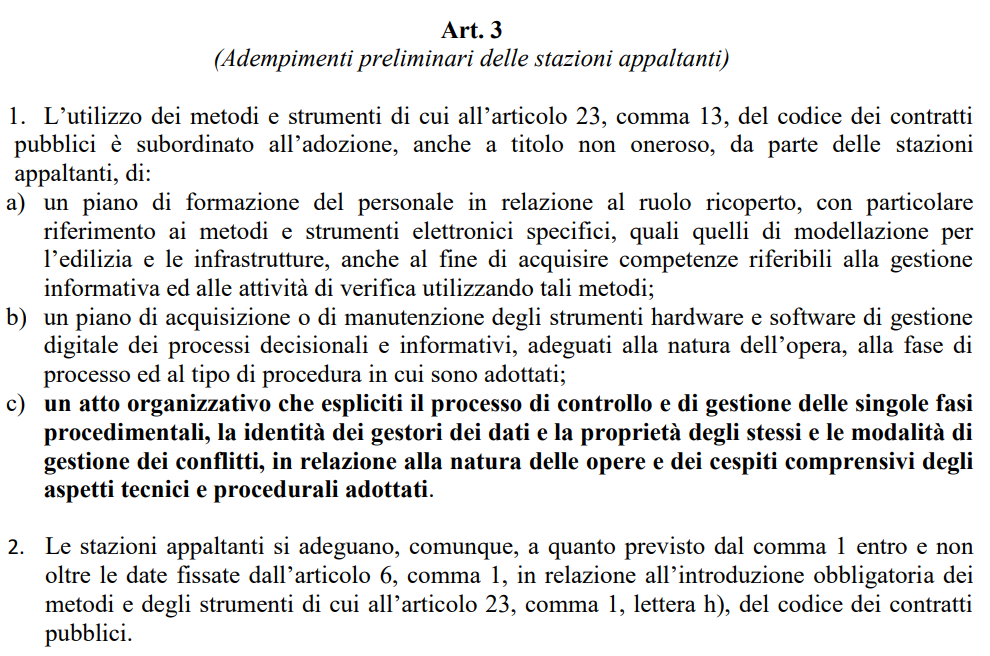 Art. 3
(Adempimenti preliminari delle stazioni appaltanti)
1. L’utilizzo dei metodi e strumenti di cui all’articolo 23, comma 13, del codice dei contratti
pubblici è subordinato all’adozione, anche a titolo non oneroso, da parte delle stazioni
appaltanti, di:
a) un piano di formazione del personale in relazione al ruolo ricoperto, con particolare
riferimento ai metodi e strumenti elettronici specifici, quali quelli di modellazione per
l’edilizia e le infrastrutture, anche al fine di acquisire competenze riferibili alla gestione
informativa ed alle attività di verifica utilizzando tali metodi;
b) un piano di acquisizione o di manutenzione degli strumenti hardware e software di gestione
digitale dei processi decisionali e informativi, adeguati alla natura dell’opera, alla fase di
processo ed al tipo di procedura in cui sono adottati;
c) un atto organizzativo che espliciti il processo di controllo e di gestione delle singole fasi
procedimentali, la identità dei gestori dei dati e la proprietà degli stessi e le modalità di
gestione dei conflitti, in relazione alla natura delle opere e dei cespiti comprensivi degli
aspetti tecnici e procedurali adottati.
2. Le stazioni appaltanti si adeguano, comunque, a quanto previsto dal comma 1 entro e non
oltre le date fissate dall’articolo 6, comma 1, in relazione all’introduzione obbligatoria dei
metodi e degli strumenti di cui all’articolo 23, comma 1, lettera h), del codice dei contratti
pubblici.